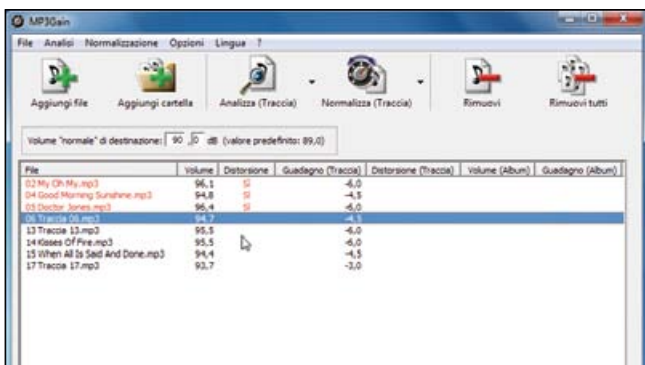 MP3Gain
File Analisi Normalizzazione Opzioni Lingua ?
Aggiungi file Aggiungi cartella Analizza (Traccia) Normalizza (Traccia) Rimuovi Rimuovi tutti
Volume "normale" di destinazione: 90 ,0 dB (valore predefinito: 89,0)
File Volume Distorsione Guadagno (Traccia) Distorsione (Traccia) Volume (Album) Guadagno (Album)
02 My Oh My.mp3 96,1 Sì -6,0
04 Good Morning Sunshine.mp3 94,8 Sì -4,5
05 Doctor Jones.mp3 96,4 Sì -6,0
06 Traccia 06.mp3 94,7 -4,5
13 Traccia 13.mp3 95,5 -6,0
14 Kisses Of Fire.mp3 95,5 -6,0
15 When All Is Said And Done.mp3 94,4 -4,5
17 Traccia 17.mp3 93,7 -3,0